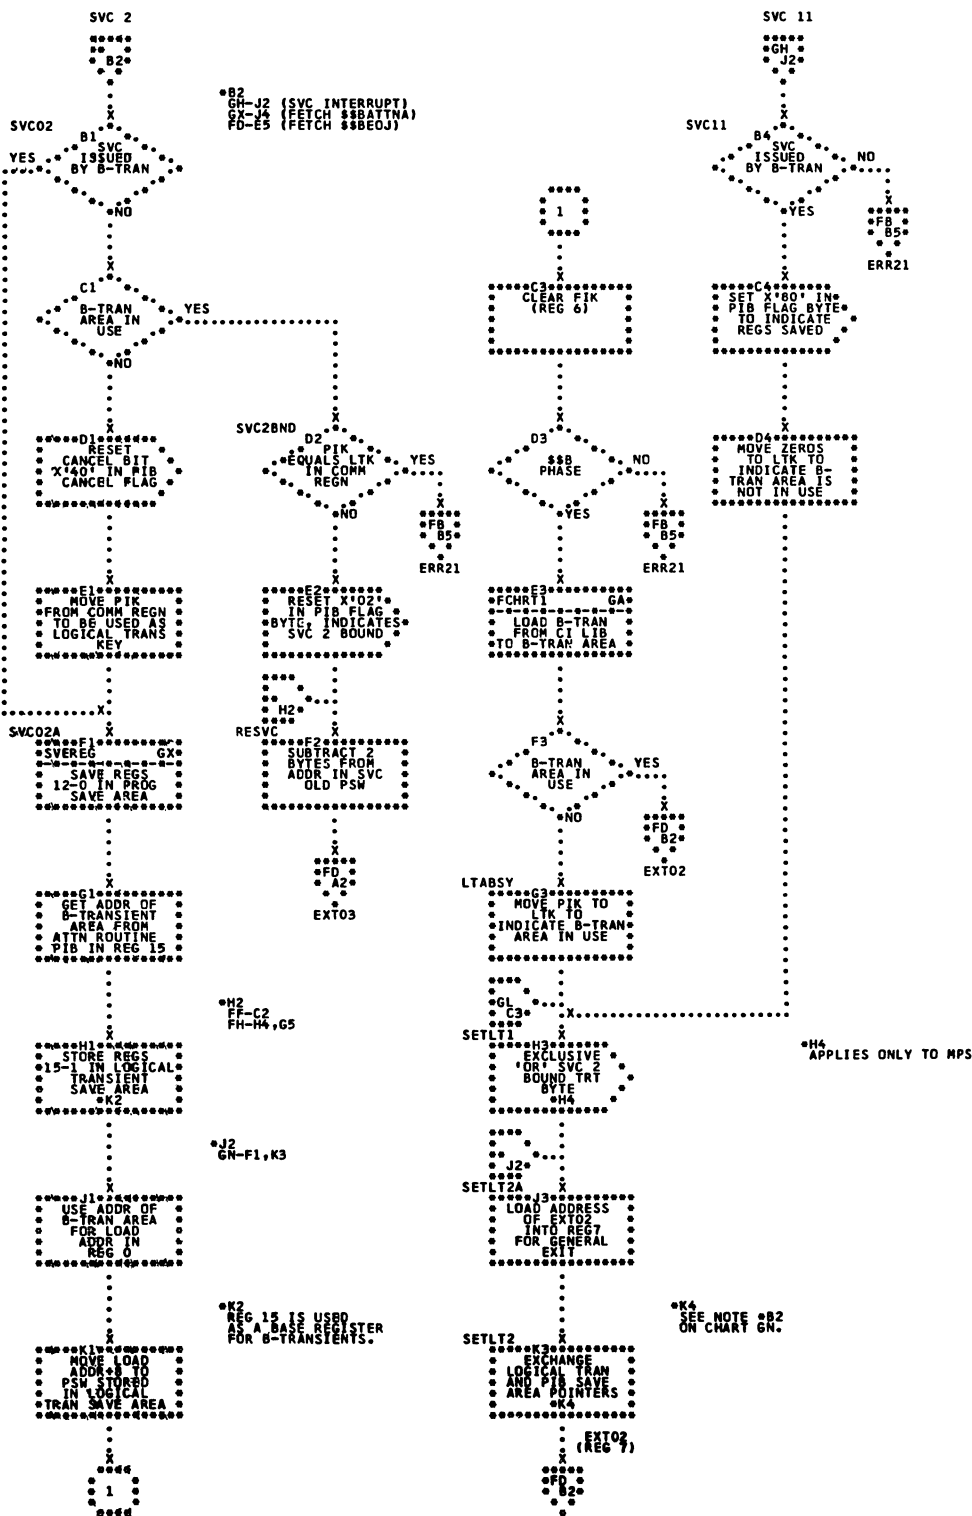 SVC 2
B2
*B2
GH-J2 (SVC INTERRUPT)
GX-J4 (FETCH $$BATTNA)
FD-E5 (FETCH $$BEOJ)
SVC02
B1
SVC
ISSUED
BY B-TRAN
YES
NO
C1
B-TRAN
AREA IN
USE
YES
NO
D1
RESET
CANCEL BIT
X'40' IN PIB
CANCEL FLAG
E1
MOVE PIK
FROM COMM REGN
TO BE USED AS
LOGICAL TRANS
KEY
SVC02A
F1
SVEREG GX
SAVE REGS
12-0 IN PROG
SAVE AREA
G1
GET ADDR OF
B-TRANSIENT
AREA FROM
ATTN ROUTINE
PIB IN REG 15
H1
STORE REGS
15-1 IN LOGICAL
TRANSIENT
SAVE AREA
*K2
J1
USE ADDR OF
B-TRAN AREA
FOR LOAD
ADDR IN
REG 0
K1
MOVE LOAD
ADDR+8 TO
PSW STORED
IN LOGICAL
TRAN SAVE AREA
1
SVC2BND
D2
PIK
EQUALS LTK
IN COMM
REGN
YES
NO
FB
B5
ERR21
E2
RESET X'02'
IN PIB FLAG
BYTE, INDICATES
SVC 2 BOUND
H2
RESVC
F2
SUBTRACT 2
BYTES FROM
ADDR IN SVC
OLD PSW
FD
A2
EXT03
*H2
FF-C2
FH-H4,G5
*J2
GN-F1,K3
*K2
REG 15 IS USED
AS A BASE REGISTER
FOR B-TRANSIENTS.
1
C3
CLEAR FIK
(REG 6)
D3
$$B
PHASE
NO
YES
FB
B5
ERR21
E3
FCHRT1 GA
LOAD B-TRAN
FROM CI LIB
TO B-TRAN AREA
F3
B-TRAN
AREA IN
USE
YES
NO
FD
B2
EXT02
LTABSY
G3
MOVE PIK TO
LTK TO
INDICATE B-TRAN
AREA IN USE
GL
C3
SETLT1
H3
EXCLUSIVE
'OR' SVC 2
BOUND TRT
BYTE
*H4
J2
SETLT2A
J3
LOAD ADDRESS
OF EXT02
INTO REG7
FOR GENERAL
EXIT
SETLT2
K3
EXCHANGE
LOGICAL TRAN
AND PIB SAVE
AREA POINTERS
*K4
EXT02
(REG 7)
FD
B2
SVC 11
GH
J2
SVC11
B4
SVC
ISSUED
BY B-TRAN
NO
YES
FB
B5
ERR21
C4
SET X'80' IN
PIB FLAG BYTE
TO INDICATE
REGS SAVED
D4
MOVE ZEROS
TO LTK TO
INDICATE B-
TRAN AREA IS
NOT IN USE
*H4
APPLIES ONLY TO MPS
*K4
SEE NOTE *B2
ON CHART GN.